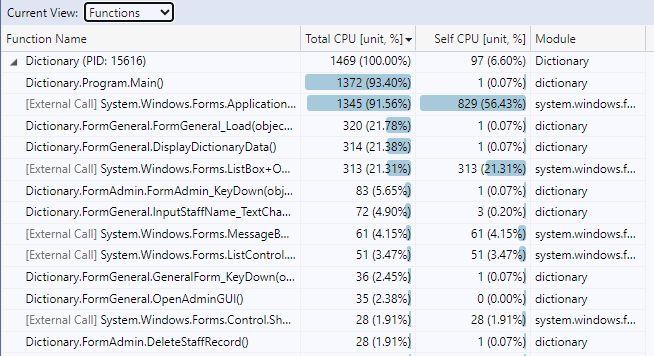 Current View: Functions
Function Name Total CPU [unit, %] Self CPU [unit, %] Module
Dictionary (PID: 15616) 1469 (100.00%) 97 (6.60%) Dictionary
Dictionary.Program.Main() 1372 (93.40%) 1 (0.07%) dictionary
[External Call] System.Windows.Forms.Application... 1345 (91.56%) 829 (56.43%) system.windows.f...
Dictionary.FormGeneral.FormGeneral_Load(objec... 320 (21.78%) 1 (0.07%) dictionary
Dictionary.FormGeneral.DisplayDictionaryData() 314 (21.38%) 1 (0.07%) dictionary
[External Call] System.Windows.Forms.ListBox+O... 313 (21.31%) 313 (21.31%) system.windows.f...
Dictionary.FormAdmin.FormAdmin_KeyDown(obj... 83 (5.65%) 1 (0.07%) dictionary
Dictionary.FormGeneral.InputStaffName_TextCha... 72 (4.90%) 3 (0.20%) dictionary
[External Call] System.Windows.Forms.MessageB... 61 (4.15%) 61 (4.15%) system.windows.f...
[External Call] System.Windows.Forms.ListControl.... 51 (3.47%) 51 (3.47%) system.windows.f...
Dictionary.FormGeneral.GeneralForm_KeyDown(o... 36 (2.45%) 1 (0.07%) dictionary
Dictionary.FormGeneral.OpenAdminGUI() 35 (2.38%) 0 (0.00%) dictionary
[External Call] System.Windows.Forms.Control.Sh... 28 (1.91%) 28 (1.91%) system.windows.f...
Dictionary.FormAdmin.DeleteStaffRecord() 28 (1.91%) 1 (0.07%) dictionary